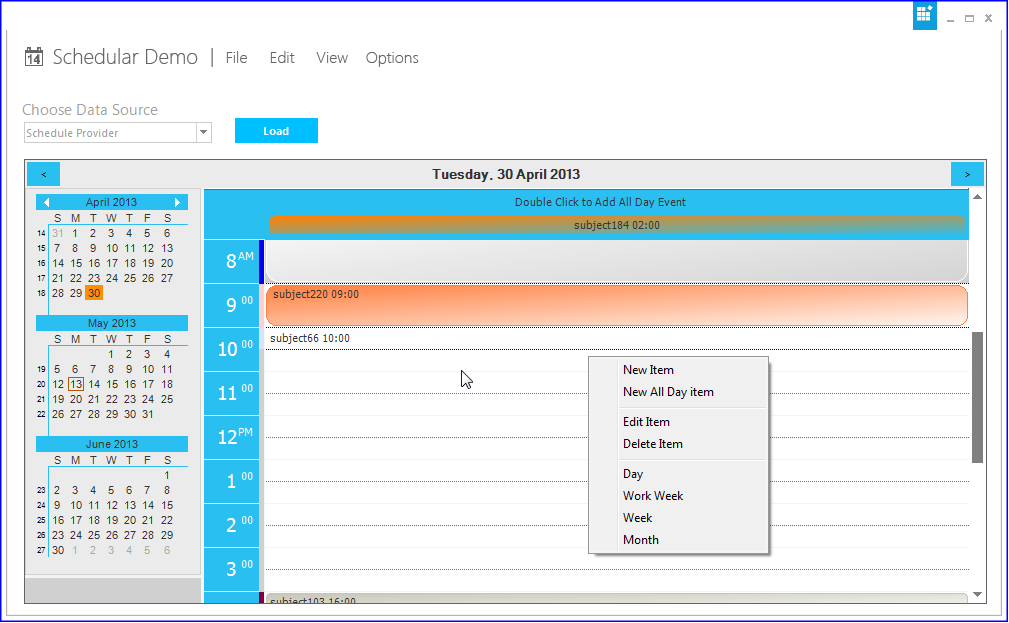 14 Schedular Demo | File Edit View Options
Choose Data Source
Schedule Provider
Load
< Tuesday, 30 April 2013 >
April 2013
S M T W T F S
14 31 1 2 3 4 5 6
15 7 8 9 10 11 12 13
16 14 15 16 17 18 19 20
17 21 22 23 24 25 26 27
18 28 29 30
May 2013
S M T W T F S
1 2 3 4
19 5 6 7 8 9 10 11
20 12 13 14 15 16 17 18
21 19 20 21 22 23 24 25
22 26 27 28 29 30 31
June 2013
S M T W T F S
1
23 2 3 4 5 6 7 8
24 9 10 11 12 13 14 15
25 16 17 18 19 20 21 22
26 23 24 25 26 27 28 29
27 30 1 2 3 4 5 6
Double Click to Add All Day Event
subject184 02:00
8 AM
9 00
subject220 09:00
10 00
subject66 10:00
11 00
12 PM
1 00
2 00
3 00
subject103 16:00
New Item
New All Day item
Edit Item
Delete Item
Day
Work Week
Week
Month